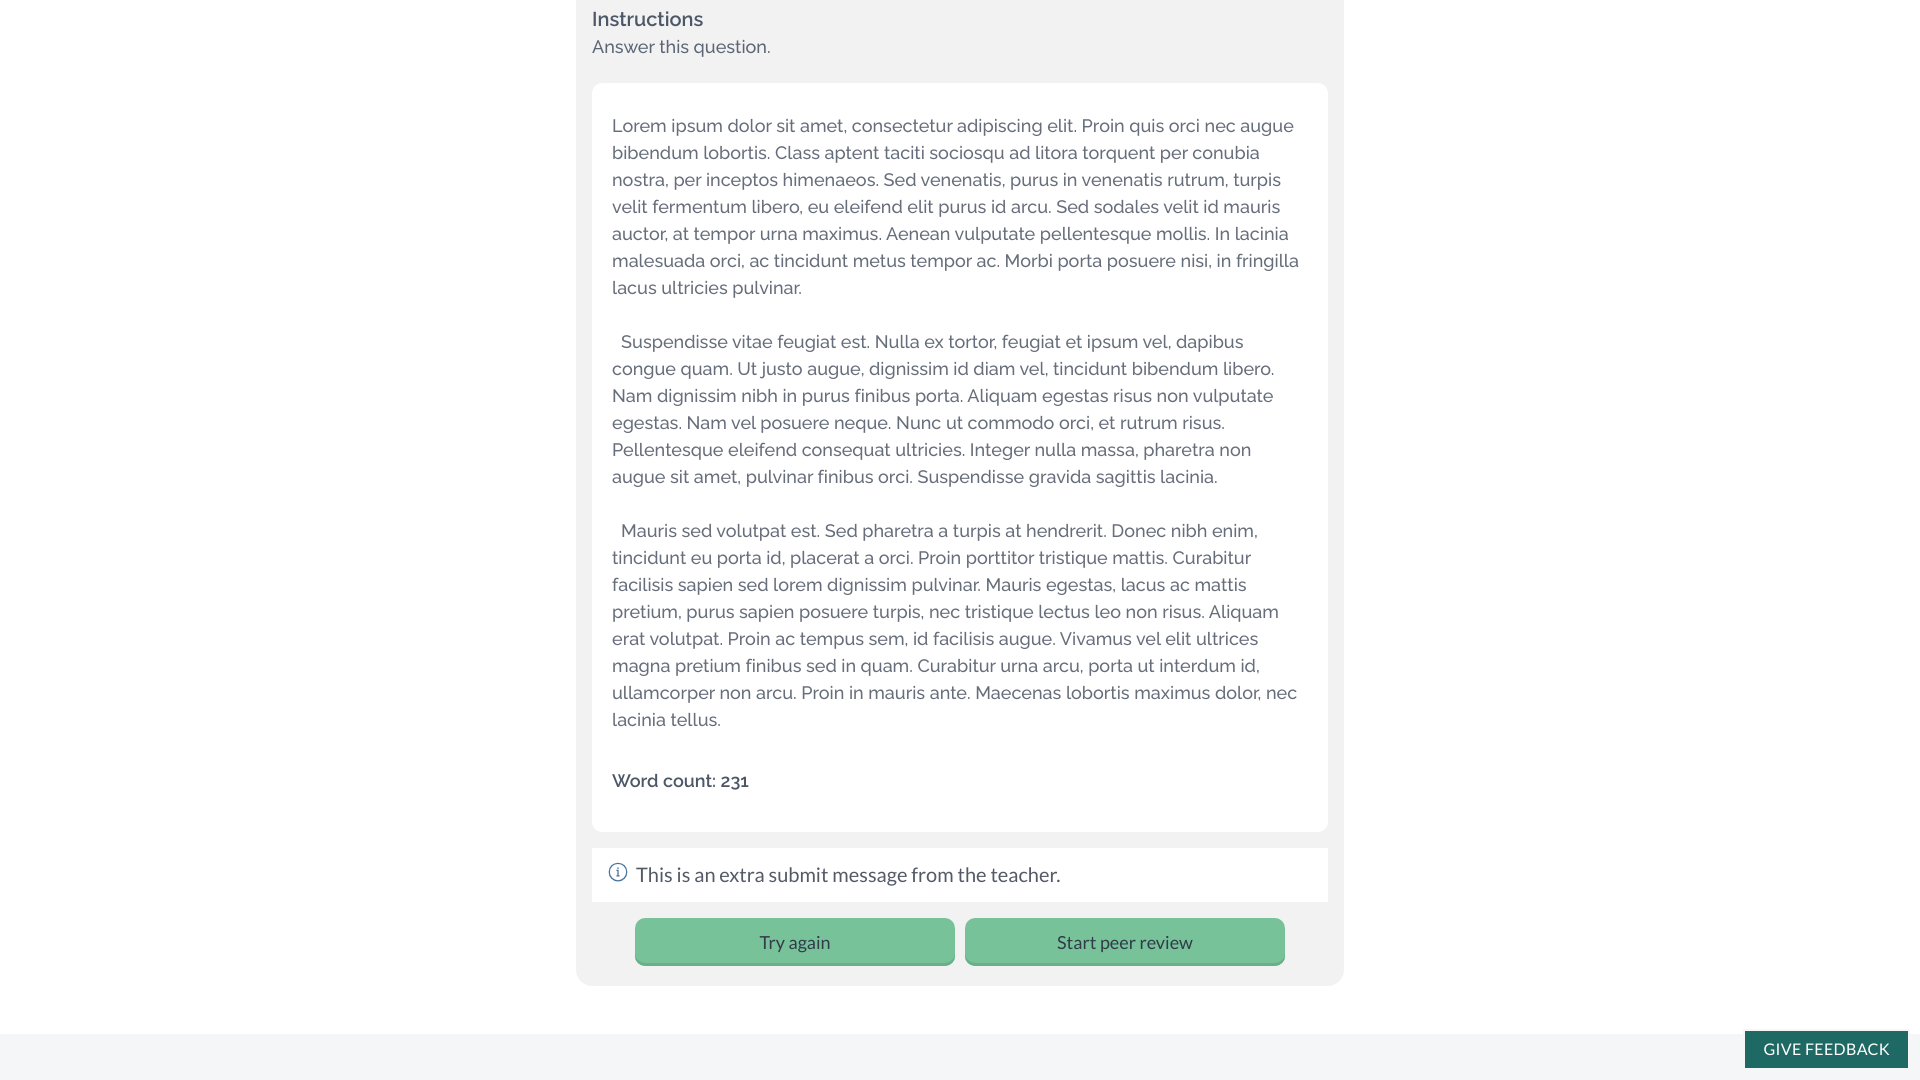 Instructions
Answer this question.
Lorem ipsum dolor sit amet, consectetur adipiscing elit. Proin quis orci nec augue
bibendum lobortis. Class aptent taciti sociosqu ad litora torquent per conubia
nostra, per inceptos himenaeos. Sed venenatis, purus in venenatis rutrum, turpis
velit fermentum libero, eu eleifend elit purus id arcu. Sed sodales velit id mauris
auctor, at tempor urna maximus. Aenean vulputate pellentesque mollis. In lacinia
malesuada orci, ac tincidunt metus tempor ac. Morbi porta posuere nisi, in fringilla
lacus ultricies pulvinar.
Suspendisse vitae feugiat est. Nulla ex tortor, feugiat et ipsum vel, dapibus
congue quam. Ut justo augue, dignissim id diam vel, tincidunt bibendum libero.
Nam dignissim nibh in purus finibus porta. Aliquam egestas risus non vulputate
egestas. Nam vel posuere neque. Nunc ut commodo orci, et rutrum risus.
Pellentesque eleifend consequat ultricies. Integer nulla massa, pharetra non
augue sit amet, pulvinar finibus orci. Suspendisse gravida sagittis lacinia.
Mauris sed volutpat est. Sed pharetra a turpis at hendrerit. Donec nibh enim,
tincidunt eu porta id, placerat a orci. Proin porttitor tristique mattis. Curabitur
facilisis sapien sed lorem dignissim pulvinar. Mauris egestas, lacus ac mattis
pretium, purus sapien posuere turpis, nec tristique lectus leo non risus. Aliquam
erat volutpat. Proin ac tempus sem, id facilisis augue. Vivamus vel elit ultrices
magna pretium finibus sed in quam. Curabitur urna arcu, porta ut interdum id,
ullamcorper non arcu. Proin in mauris ante. Maecenas lobortis maximus dolor, nec
lacinia tellus.
Word count: 231
This is an extra submit message from the teacher.
Try again
Start peer review
GIVE FEEDBACK